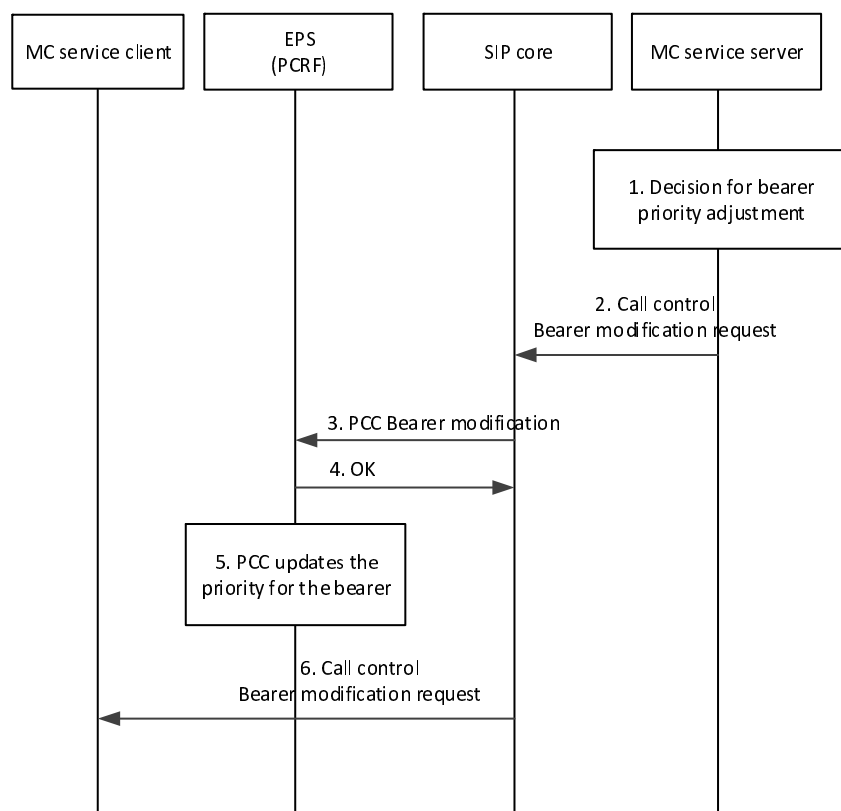 MC service client
EPS
(PCRF)
SIP core
MC service server
1. Decision for bearer
priority adjustment
2. Call control
Bearer modification request
3. PCC Bearer modification
4. OK
5. PCC updates the
priority for the bearer
6. Call control
Bearer modification request